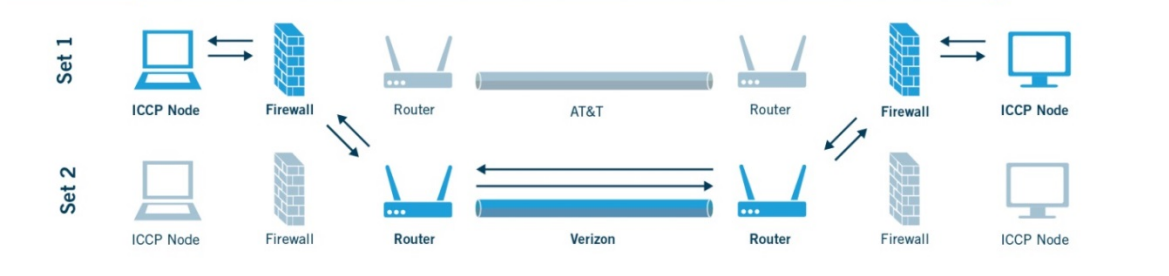 Set 1
ICCP Node
Firewall
Router
AT&T
Router
Firewall
ICCP Node
Set 2
ICCP Node
Firewall
Router
Verizon
Router
Firewall
ICCP Node